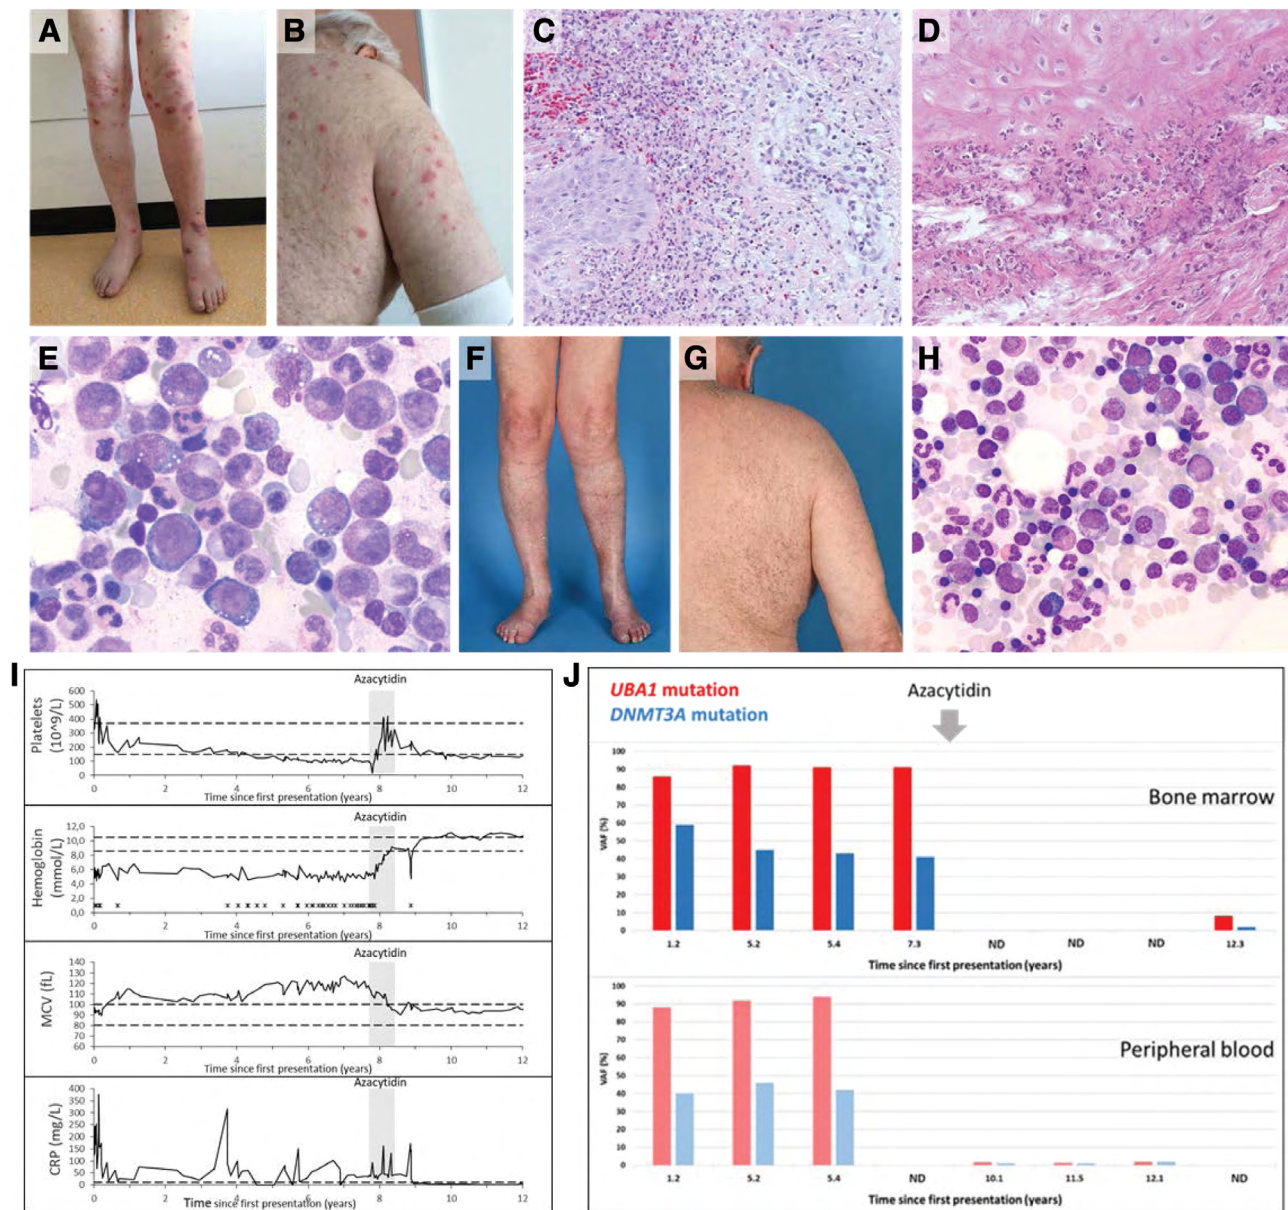 A
B
C
D
E
F
G
H
I
Azacytidin
Platelets
(10^9/L)
600
500
400
300
200
100
0
0 2 4 6 8 10 12
Time since first presentation (years)
Azacytidin
Hemoglobin
(mmol/L)
12,0
10,0
8,0
6,0
4,0
2,0
0,0
0 2 4 6 8 10 12
Time since first presentation (years)
Azacytidin
MCV (fL)
140
130
120
110
100
90
80
70
60
0 2 4 6 8 10 12
Time since first presentation (years)
Azacytidin
CRP (mg/L)
400
350
300
250
200
150
100
50
0
0 2 4 6 8 10 12
Time since first presentation (years)
J
UBA1 mutation
DNMT3A mutation
Azacytidin
Bone marrow
VAF (%)
100
90
80
70
60
50
40
30
20
10
0
1.2 5.2 5.4 7.3 ND ND ND 12.3
Time since first presentation (years)
Peripheral blood
VAF (%)
100
90
80
70
60
50
40
30
20
10
0
1.2 5.2 5.4 ND 10.1 11.5 12.1 ND
Time since first presentation (years)